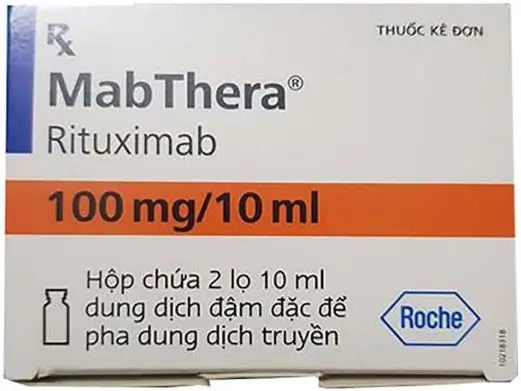 Rx
THUỐC KÊ ĐƠN
MabThera®
Rituximab
100 mg/10 ml
Hộp chứa 2 lọ 10 ml
dung dịch đậm đặc để
pha dung dịch truyền
Roche
10218318